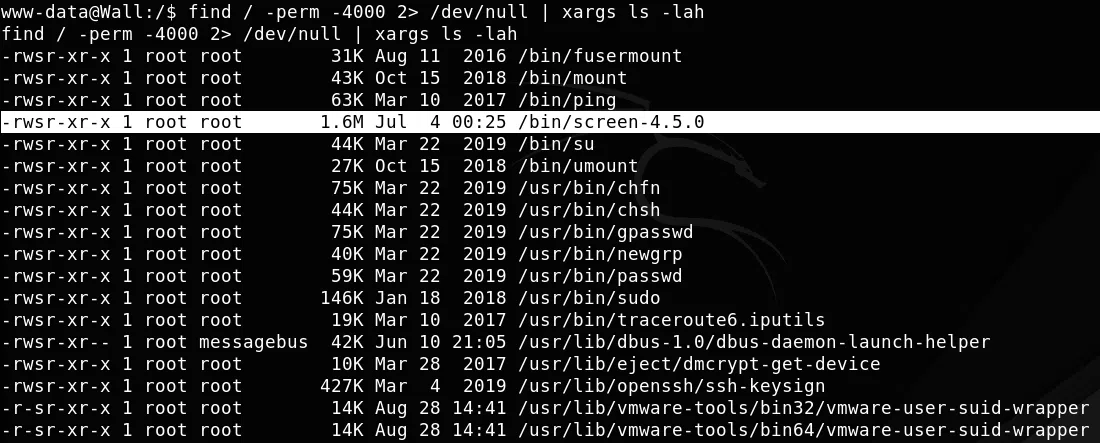 www-data@Wall:/$ find / -perm -4000 2> /dev/null | xargs ls -lah
find / -perm -4000 2> /dev/null | xargs ls -lah
-rwsr-xr-x 1 root root        31K Aug 11  2016 /bin/fusermount
-rwsr-xr-x 1 root root        43K Oct 15  2018 /bin/mount
-rwsr-xr-x 1 root root        63K Mar 10  2017 /bin/ping
-rwsr-xr-x 1 root root       1.6M Jul  4 00:25 /bin/screen-4.5.0
-rwsr-xr-x 1 root root        44K Mar 22  2019 /bin/su
-rwsr-xr-x 1 root root        27K Oct 15  2018 /bin/umount
-rwsr-xr-x 1 root root        75K Mar 22  2019 /usr/bin/chfn
-rwsr-xr-x 1 root root        44K Mar 22  2019 /usr/bin/chsh
-rwsr-xr-x 1 root root        75K Mar 22  2019 /usr/bin/gpasswd
-rwsr-xr-x 1 root root        40K Mar 22  2019 /usr/bin/newgrp
-rwsr-xr-x 1 root root        59K Mar 22  2019 /usr/bin/passwd
-rwsr-xr-x 1 root root       146K Jan 18  2018 /usr/bin/sudo
-rwsr-xr-x 1 root root        19K Mar 10  2017 /usr/bin/traceroute6.iputils
-rwsr-xr-- 1 root messagebus  42K Jun 10 21:05 /usr/lib/dbus-1.0/dbus-daemon-launch-helper
-rwsr-xr-x 1 root root        10K Mar 28  2017 /usr/lib/eject/dmcrypt-get-device
-rwsr-xr-x 1 root root       427K Mar  4  2019 /usr/lib/openssh/ssh-keysign
-r-sr-xr-x 1 root root        14K Aug 28 14:41 /usr/lib/vmware-tools/bin32/vmware-user-suid-wrapper
-r-sr-xr-x 1 root root        14K Aug 28 14:41 /usr/lib/vmware-tools/bin64/vmware-user-suid-wrapper